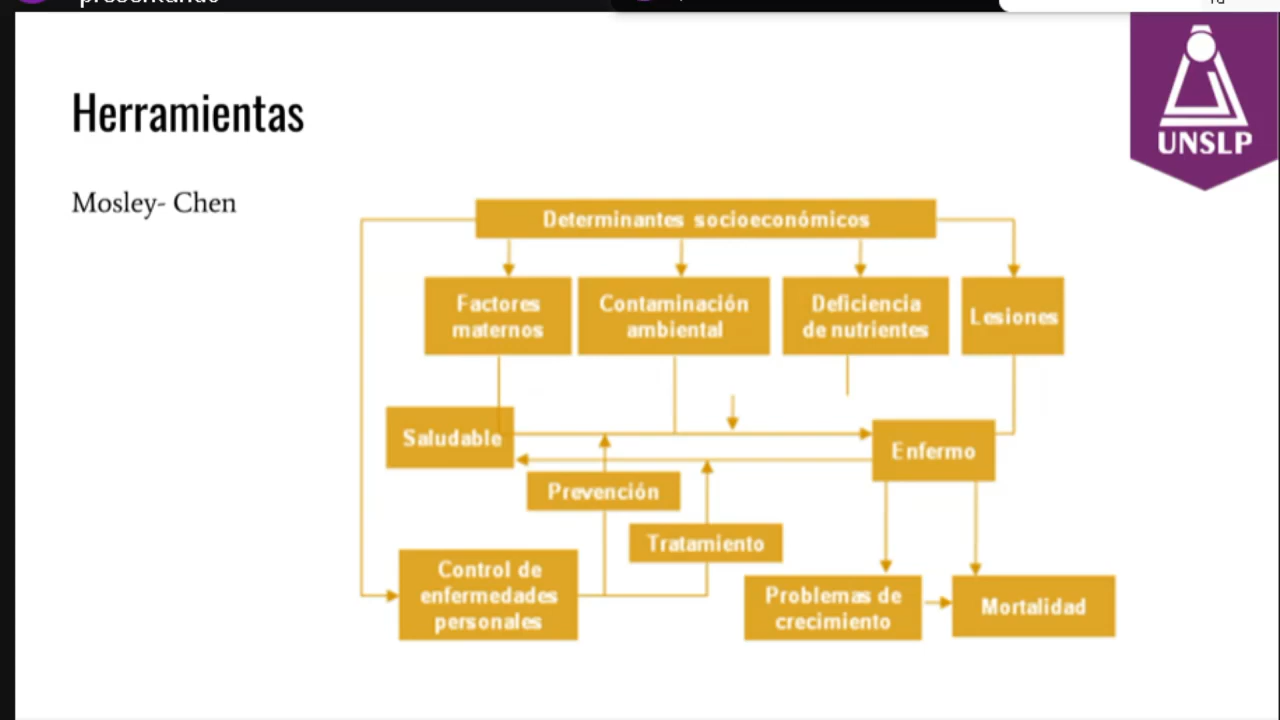 Herramientas
UNSLP
Mosley- Chen
Determinantes socioeconómicos
Factores
maternos
Contaminación
ambiental
Deficiencia
de nutrientes
Lesiones
Saludable
Enfermo
Prevención
Tratamiento
Control de
enfermedades
personales
Problemas de
crecimiento
Mortalidad